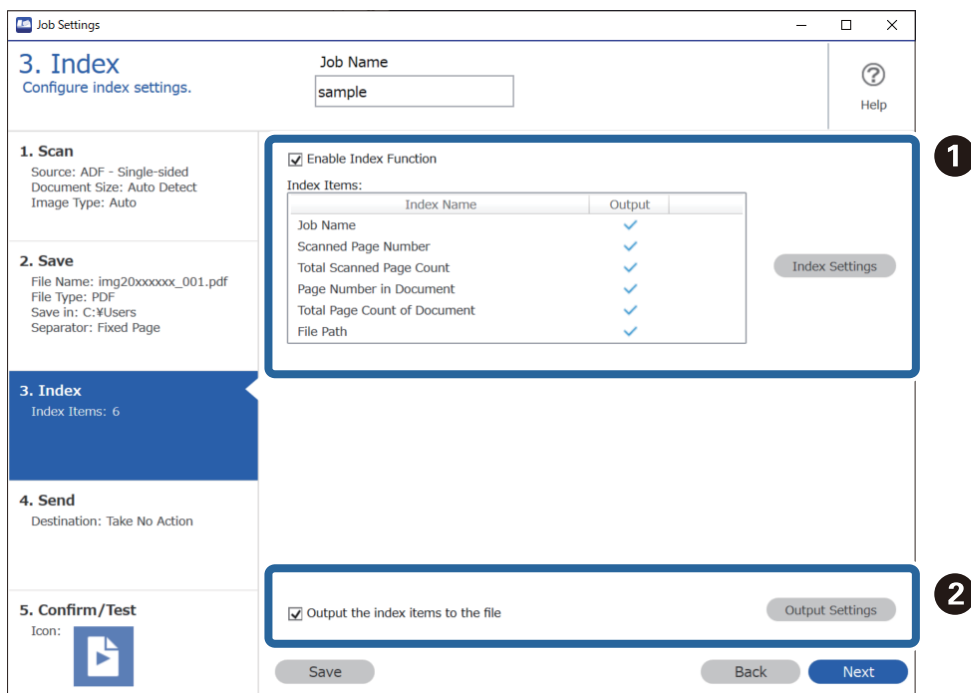 Job Settings
3. Index
Configure index settings.
Job Name
sample
Help
1. Scan
Source: ADF - Single-sided
Document Size: Auto Detect
Image Type: Auto
2. Save
File Name: img20xxxxxx_001.pdf
File Type: PDF
Save in: C:¥Users
Separator: Fixed Page
3. Index
Index Items: 6
4. Send
Destination: Take No Action
5. Confirm/Test
Icon:
1
Enable Index Function
Index Items:
Index Name Output
Job Name
Scanned Page Number
Total Scanned Page Count
Page Number in Document
Total Page Count of Document
File Path
Index Settings
2
Output the index items to the file
Output Settings
Save
Back
Next